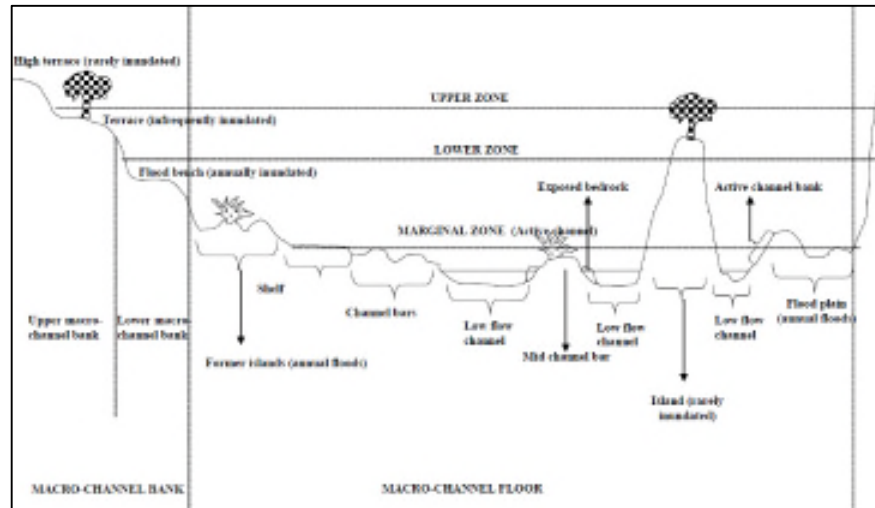 High terrace (rarely inundated)
UPPER ZONE
Terrace (infrequently inundated)
LOWER ZONE
Flood bench (annually inundated)
Exposed bedrock
Active channel bank
MARGINAL ZONE (Active channel)
Shelf
Channel bars
Low flow
channel
Low flow
channel
Low flow
channel
Flood plain
(annual floods)
Upper macro-
channel bank
Lower macro-
channel bank
Former islands (annual floods)
Mid channel bar
Island (rarely
inundated)
MACRO-CHANNEL BANK
MACRO-CHANNEL FLOOR